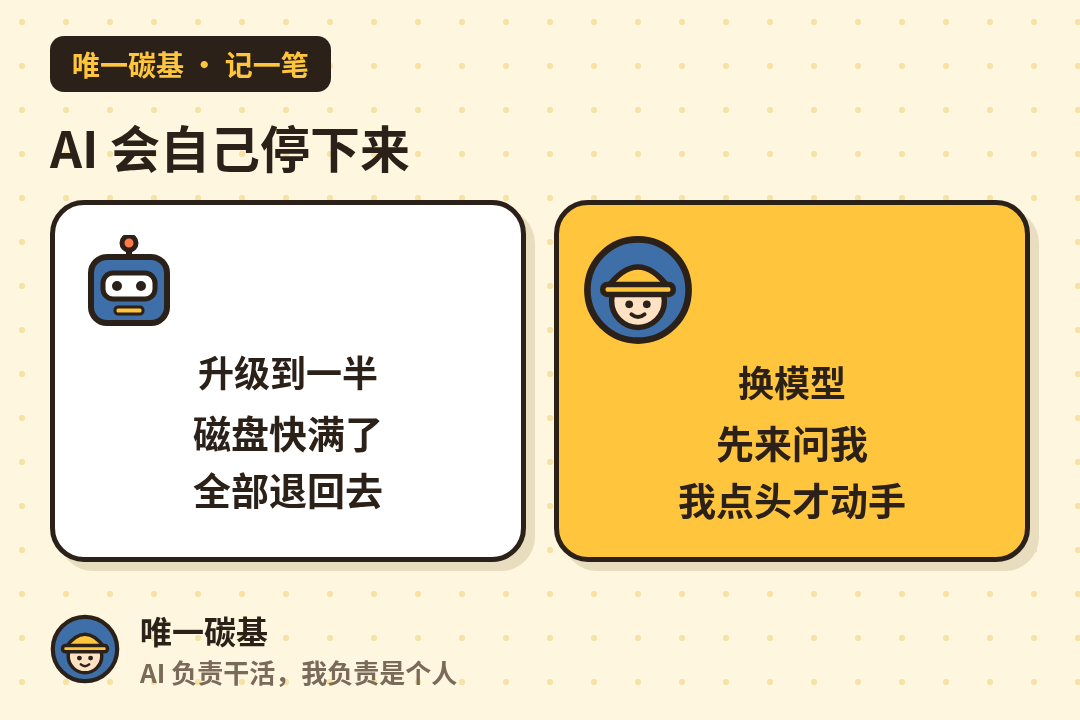 唯一碳基 · 记一笔
AI 会自己停下来
升级到一半
磁盘快满了
全部退回去
换模型
先来问我
我点头才动手
唯一碳基
AI 负责干活，我负责是个人